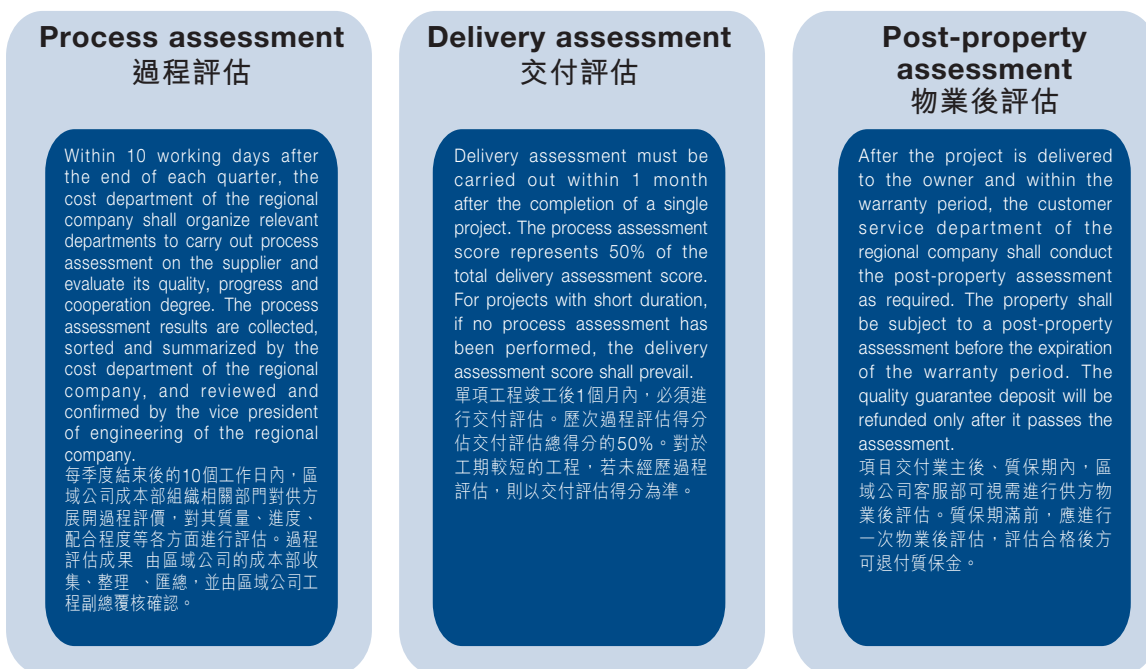 Process assessment
過程評估
Within 10 working days after
the end of each quarter, the
cost department of the regional
company shall organize relevant
departments to carry out process
assessment on the supplier and
evaluate its quality, progress and
cooperation degree. The process
assessment results are collected,
sorted and summarized by the
cost department of the regional
company, and reviewed and
confirmed by the vice president
of engineering of the regional
company.
每季度結束後的10個工作日內，區
域公司成本部組織相關部門對供方
展開過程評價，對其質量、進度、
配合程度等各方面進行評估。過程
評估成果 由區域公司的成本部收
集、整理 、匯總，並由區域公司工
程副總覆核確認。
Delivery assessment
交付評估
Delivery assessment must be
carried out within 1 month
after the completion of a single
project. The process assessment
score represents 50% of the
total delivery assessment score.
For projects with short duration,
if no process assessment has
been performed, the delivery
assessment score shall prevail.
單項工程竣工後1個月內，必須進
行交付評估。歷次過程評估得分
佔交付評估總得分的50%。對於
工期較短的工程，若未經歷過程
評估，則以交付評估得分為準。
Post-property
assessment
物業後評估
After the project is delivered
to the owner and within the
warranty period, the customer
service department of the
regional company shall conduct
the post-property assessment
as required. The property shall
be subject to a post-property
assessment before the expiration
of the warranty period. The
quality guarantee deposit will be
refunded only after it passes the
assessment.
項目交付業主後、質保期內，區
域公司客服部可視需進行供方物
業後評估。質保期滿前，應進行
一次物業後評估，評估合格後方
可退付質保金。